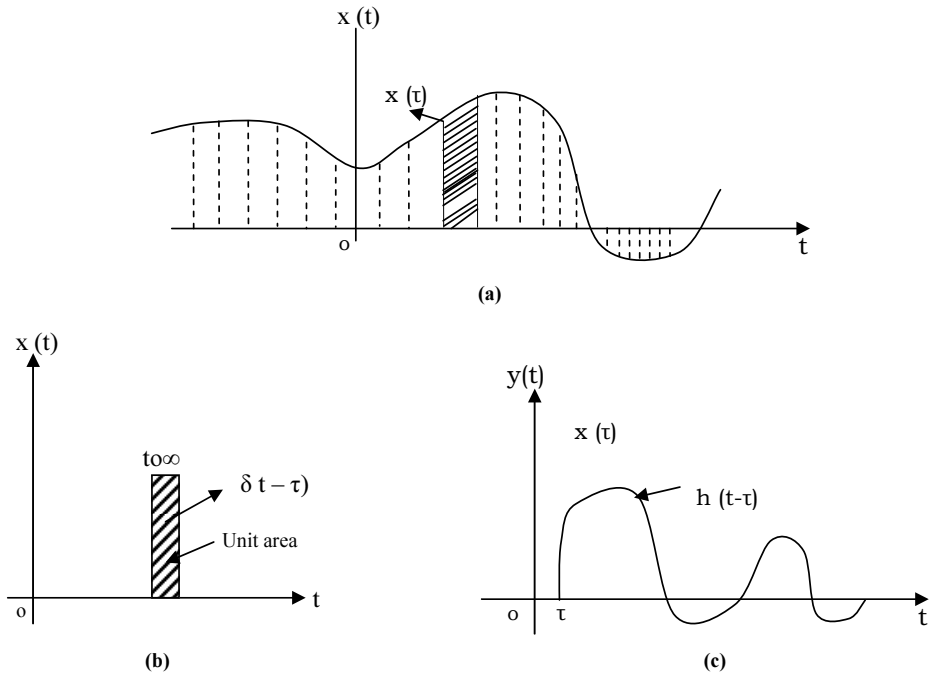 x (t)
x (τ)
o
t
(a)
x (t)
to∞
δ t – τ)
Unit area
o
t
(b)
y(t)
x (τ)
h (t-τ)
o
τ
t
(c)